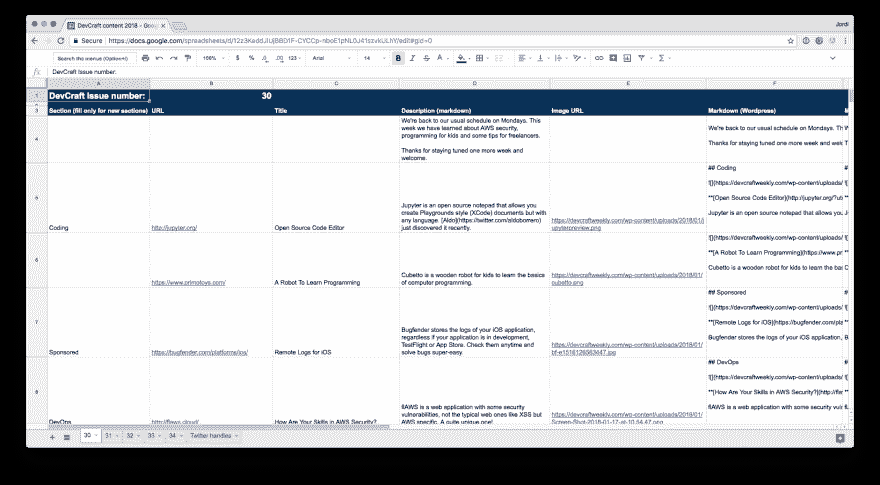 DevCraft content 2018 - Goo
Jordi
Secure
https://docs.google.com/spreadsheets/d/
Search the menus (Option+/)
100%
$ % .0 .00 123
Arial
14
B I S A
fx DevCraft Issue number:
A B C D E F
1 DevCraft Issue number: 30
3 Section (fill only for new sections) URL Title Description (markdown) Image URL Markdown (Wordpress)
4
We're back to our usual schedule on Mondays. This
week we have learned about AWS security,
programming for kids and some tips for freelancers.
Thanks for staying tuned one more week and
welcome.
We're back to our usual schedule on Mondays. Th
Thanks for staying tuned one more week and welc
5
Coding
http://jupyter.org/
Open Source Code Editor
Jupyter is an open source notepad that allows you
create Playgrounds style (XCode) documents but with
any language. [Aldo](https://twitter.com/aldoborrero)
just discovered it recently.
https://devcraftweekly.com/wp-content/uploads/2018/01/j
upyterpreview.png
## Coding
![](https://devcraftweekly.com/wp-content/uploads/
**[Open Source Code Editor](http://jupyter.org/?ut
Jupyter is an open source notepad that allows you
6
https://www.primotoys.com/
A Robot To Learn Programming
Cubetto is a wooden robot for kids to learn the basics
of computer programming.
https://devcraftweekly.com/wp-content/uploads/2018/01/
cubetto.png
![](https://devcraftweekly.com/wp-content/uploads/
**[A Robot To Learn Programming](https://www.pr
Cubetto is a wooden robot for kids to learn the ba
7
Sponsored
https://bugfender.com/platforms/ios/
Remote Logs for iOS
Bugfender stores the logs of your iOS application,
regardless if your application is in development,
TestFlight or App Store. Check them anytime and
solve bugs super-easy.
https://devcraftweekly.com/wp-content/uploads/2018/01/
bf-e1516126563447.jpg
## Sponsored
![](https://devcraftweekly.com/wp-content/uploads/
**[Remote Logs for iOS](https://bugfender.com/pla
Bugfender stores the logs of your iOS application,
8
DevOps
http://flaws.cloud/
How Are Your Skills in AWS Security?
flAWS is a web application with some security
vulnerabilities, not the typical web ones like XSS but
AWS specific. A quite unique one!
https://devcraftweekly.com/wp-content/uploads/2018/01/
Screen-Shot-2018-01-17-at-10.54.47.png
## DevOps
![](https://devcraftweekly.com/wp-content/uploads/
**[How Are Your Skills in AWS Security?](http://fla
flAWS is a web application with some security vuln
30 31 32 33 34 Twitter handles